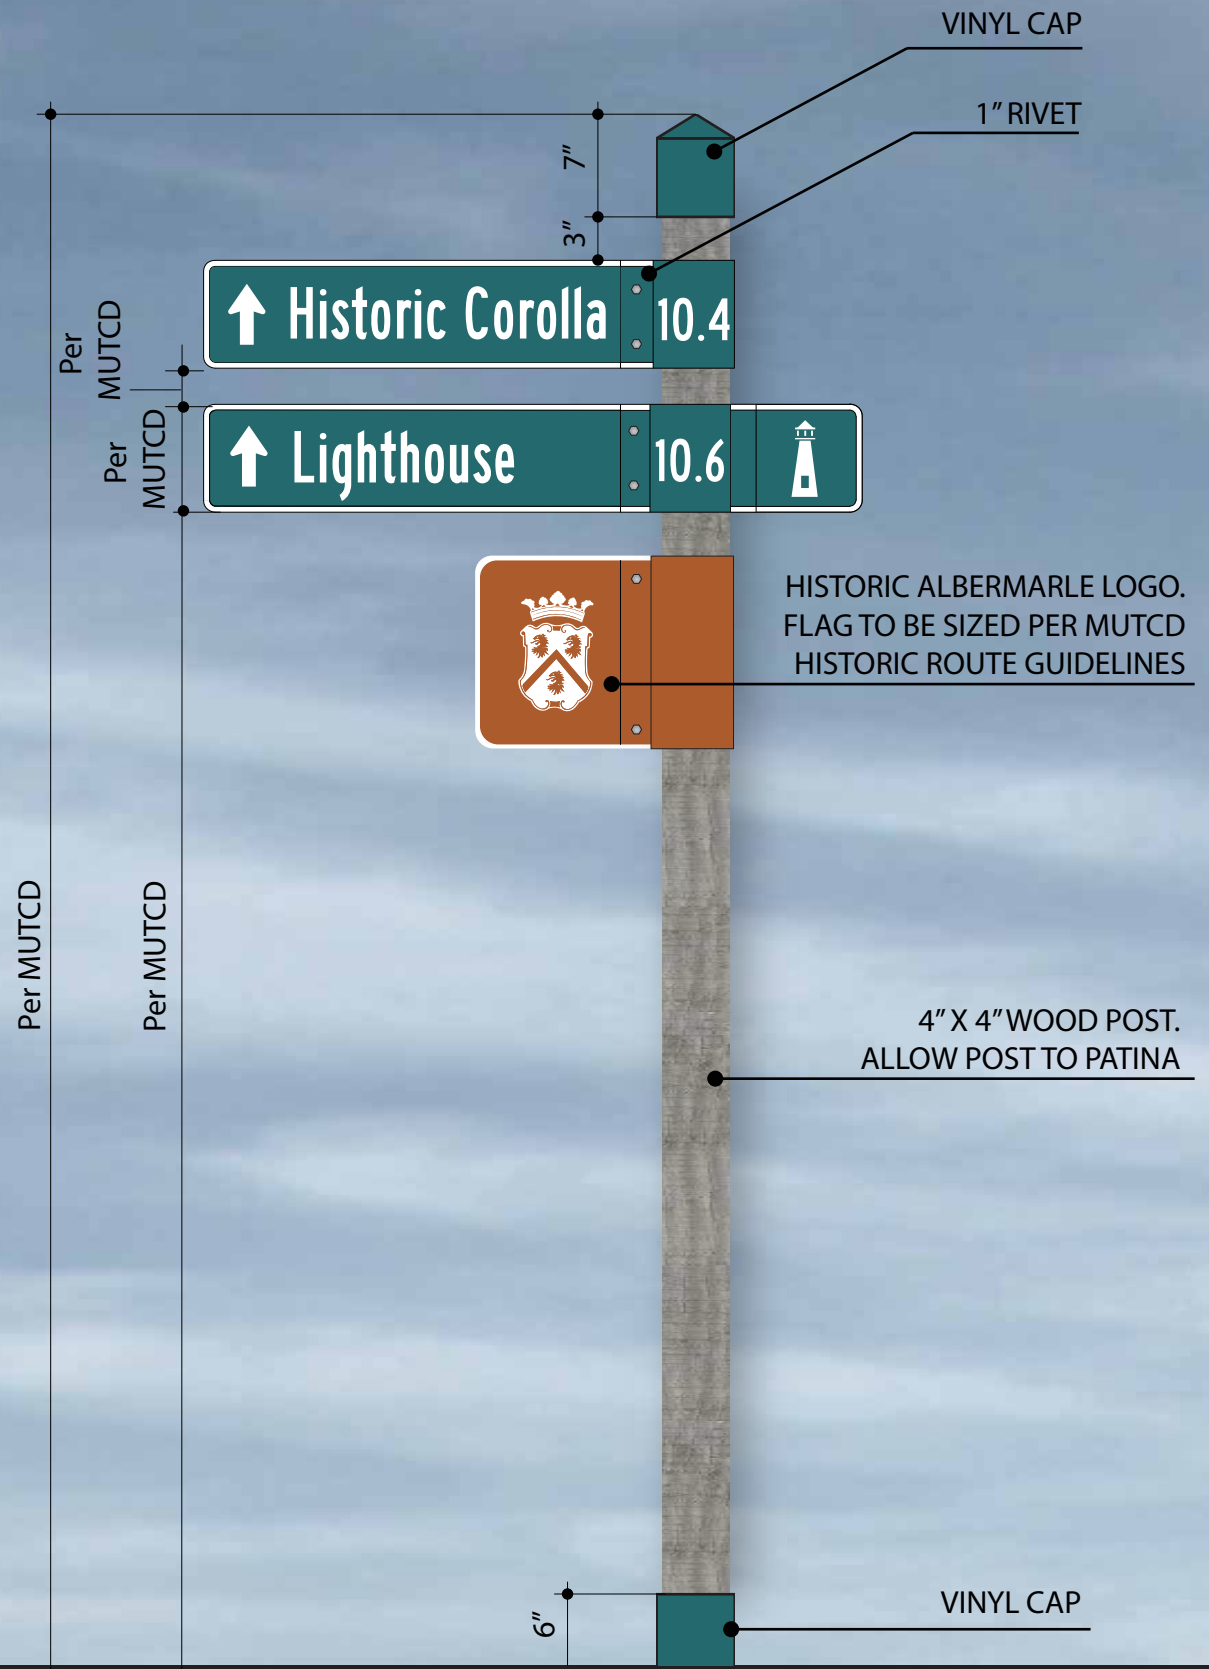 VINYL CAP
1” RIVET
7”
3”
Historic Corolla 10.4
Per
MUTCD
Lighthouse 10.6
Per
MUTCD
HISTORIC ALBERMARLE LOGO.
FLAG TO BE SIZED PER MUTCD
HISTORIC ROUTE GUIDELINES
Per MUTCD
Per MUTCD
4” X 4” WOOD POST.
ALLOW POST TO PATINA
6”
VINYL CAP